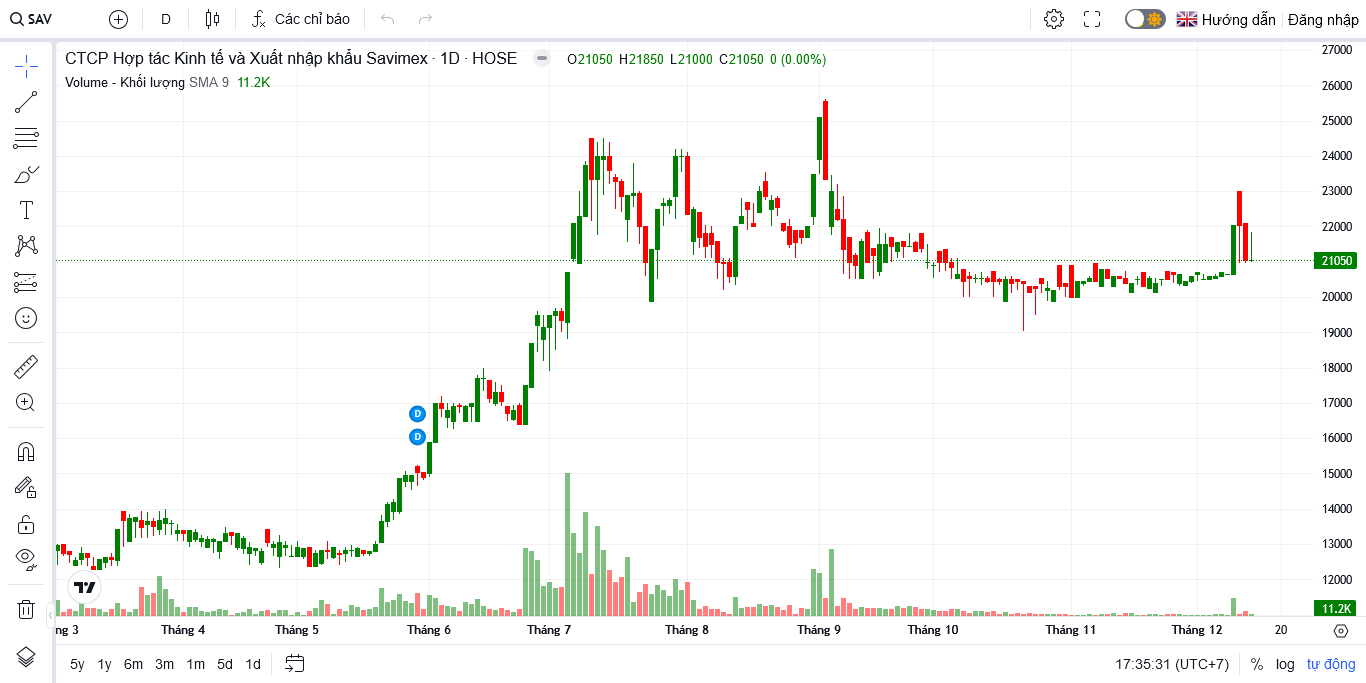 SAV
D
Các chỉ báo
Hướng dẫn
Đăng nhập
CTCP Hợp tác Kinh tế và Xuất nhập khẩu Savimex · 1D · HOSE
O21050 H21850 L21000 C21050 0 (0.00%)
Volume - Khối lượng SMA 9 11.2K
27000
26000
25000
24000
23000
22000
21050
20000
19000
18000
17000
16000
15000
14000
13000
12000
11.2K
D
D
ng 3
Tháng 4
Tháng 5
Tháng 6
Tháng 7
Tháng 8
Tháng 9
Tháng 10
Tháng 11
Tháng 12
20
5y 1y 6m 3m 1m 5d 1d
17:35:31 (UTC+7)
% log tự động